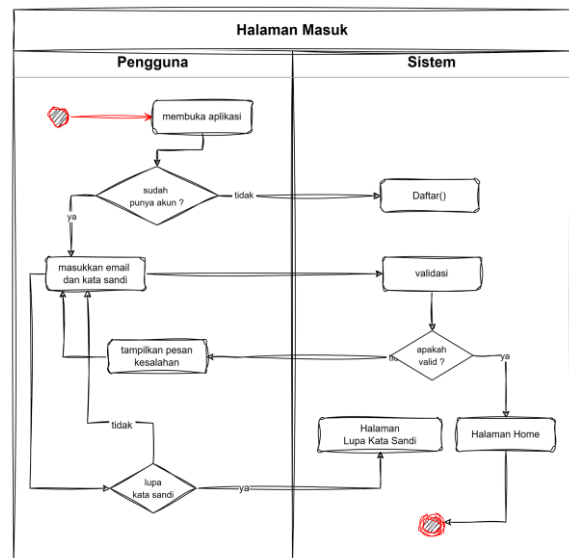 Halaman Masuk
Pengguna
Sistem
membuka aplikasi
sudah
punya akun ?
tidak
Daftar()
ya
masukkan email
dan kata sandi
validasi
tampilkan pesan
kesalahan
apakah
valid ?
ya
tidak
Halaman
Lupa Kata Sandi
Halaman Home
lupa
kata sandi
ya